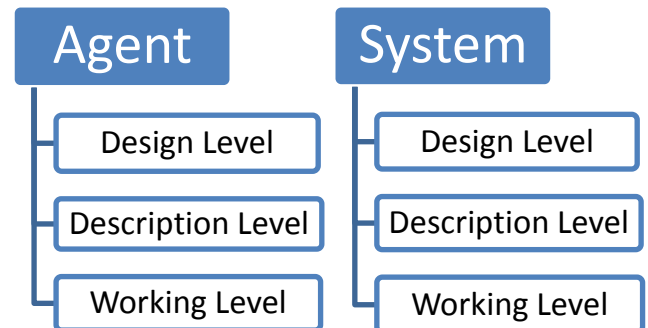 Agent
Design Level
Description Level
Working Level
System
Design Level
Description Level
Working Level